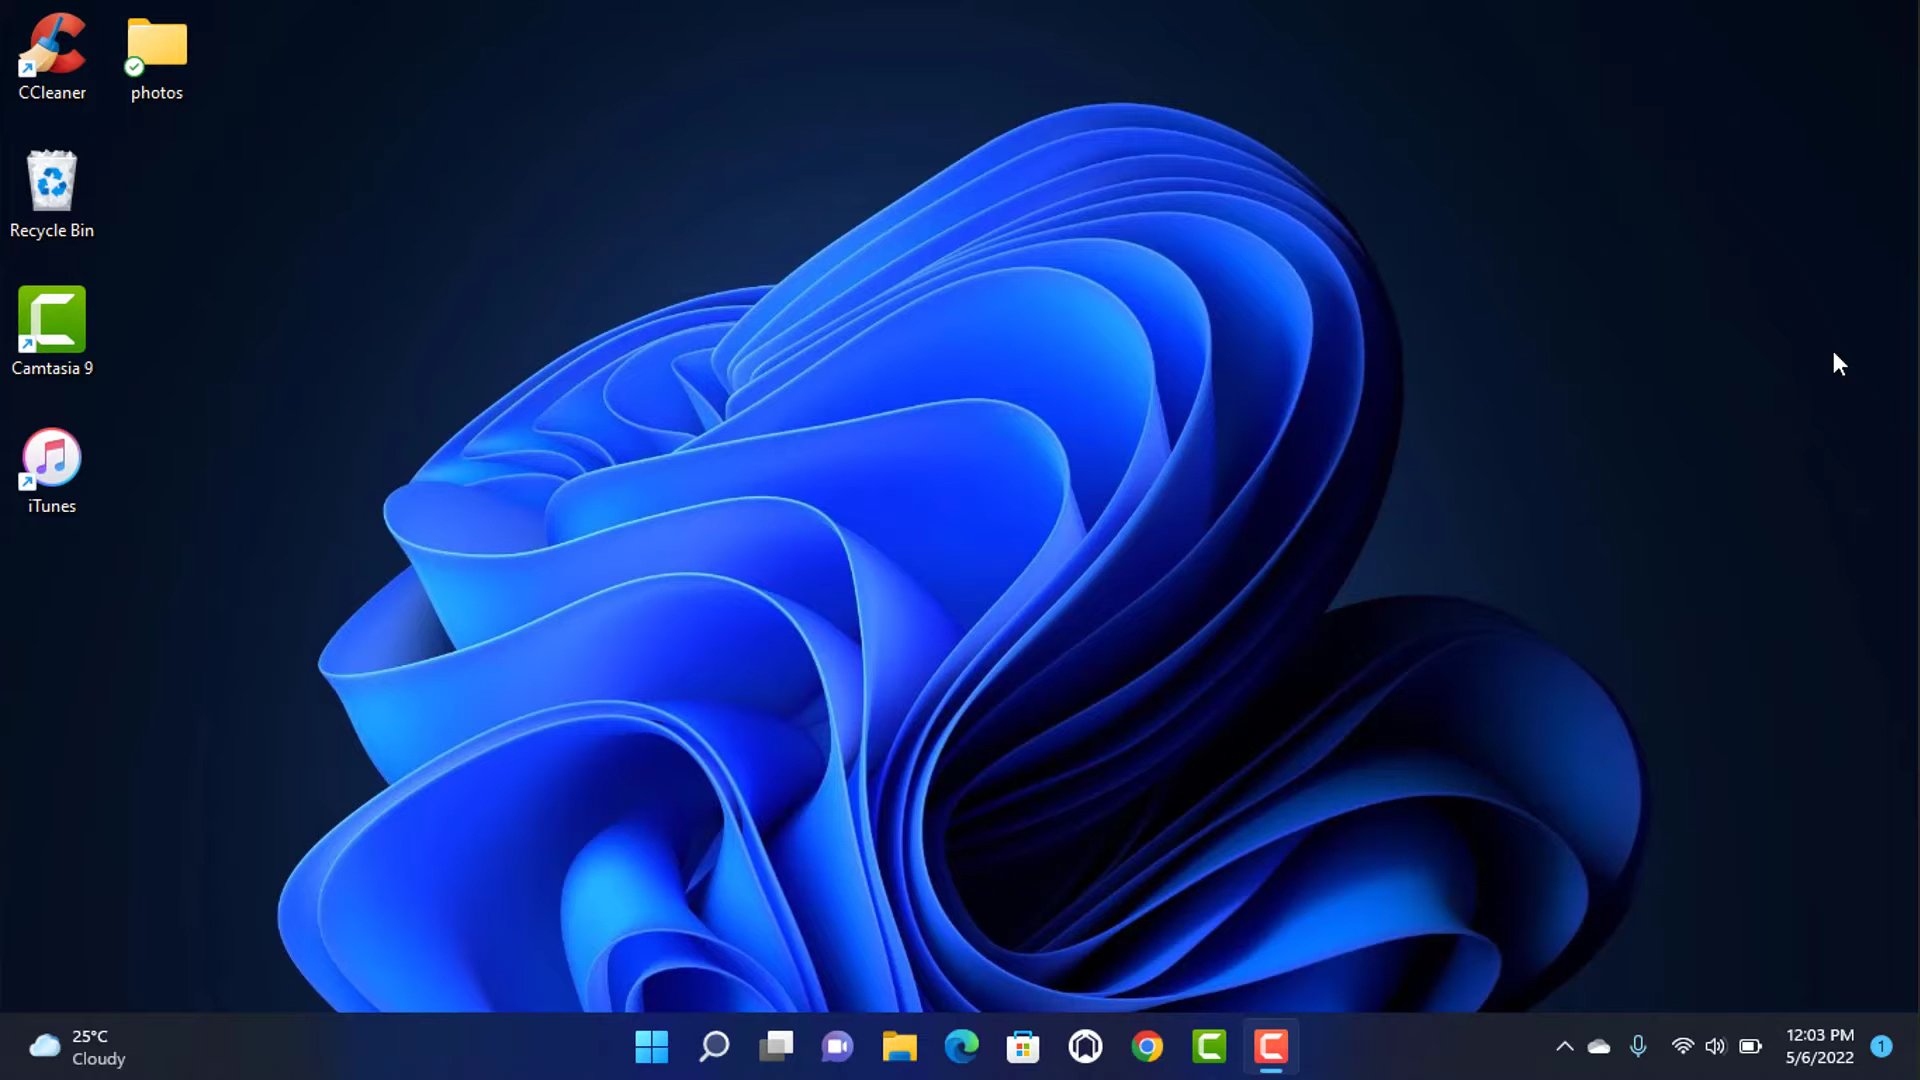 CCleaner
photos
Recycle Bin
Camtasia 9
iTunes
25°C
Cloudy
12:03 PM
5/6/2022
1